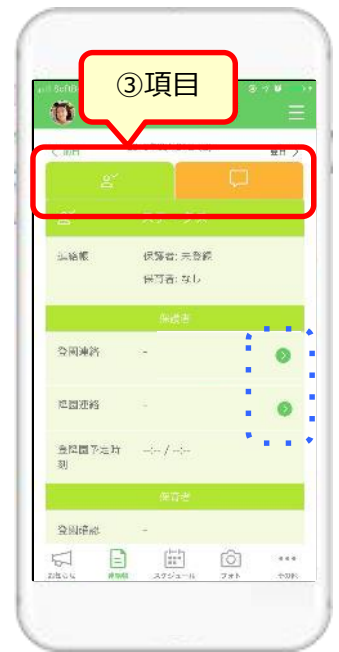 ③項目
連絡帳
保護者: 未登録
保育者: なし
保護者
登園連絡 -
降園連絡 -
登降園予定時刻 --:-- / --:--
保育者
登園確認 -
お知らせ
連絡帳
スケジュール
フォト
その他